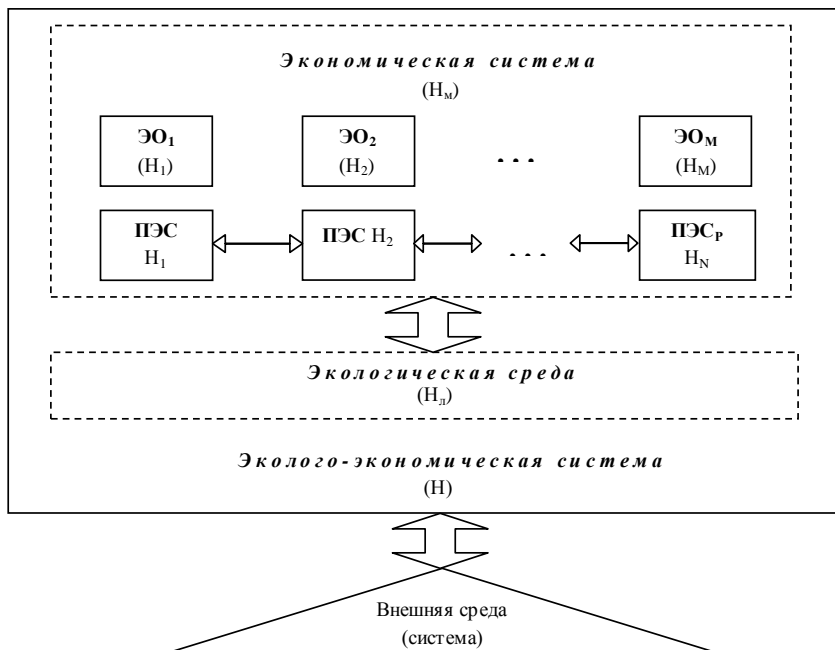 Экономическая система
(Нм)
ЭО1 ЭО2 ЭОМ
(Н1) (Н2) . . . (НМ)
ПЭС ПЭС Н2 ПЭСР
Н1 . . . НN
Экологическая среда
(Нл)
Эколого-экономическая система
(Н)
Внешняя среда
(система)